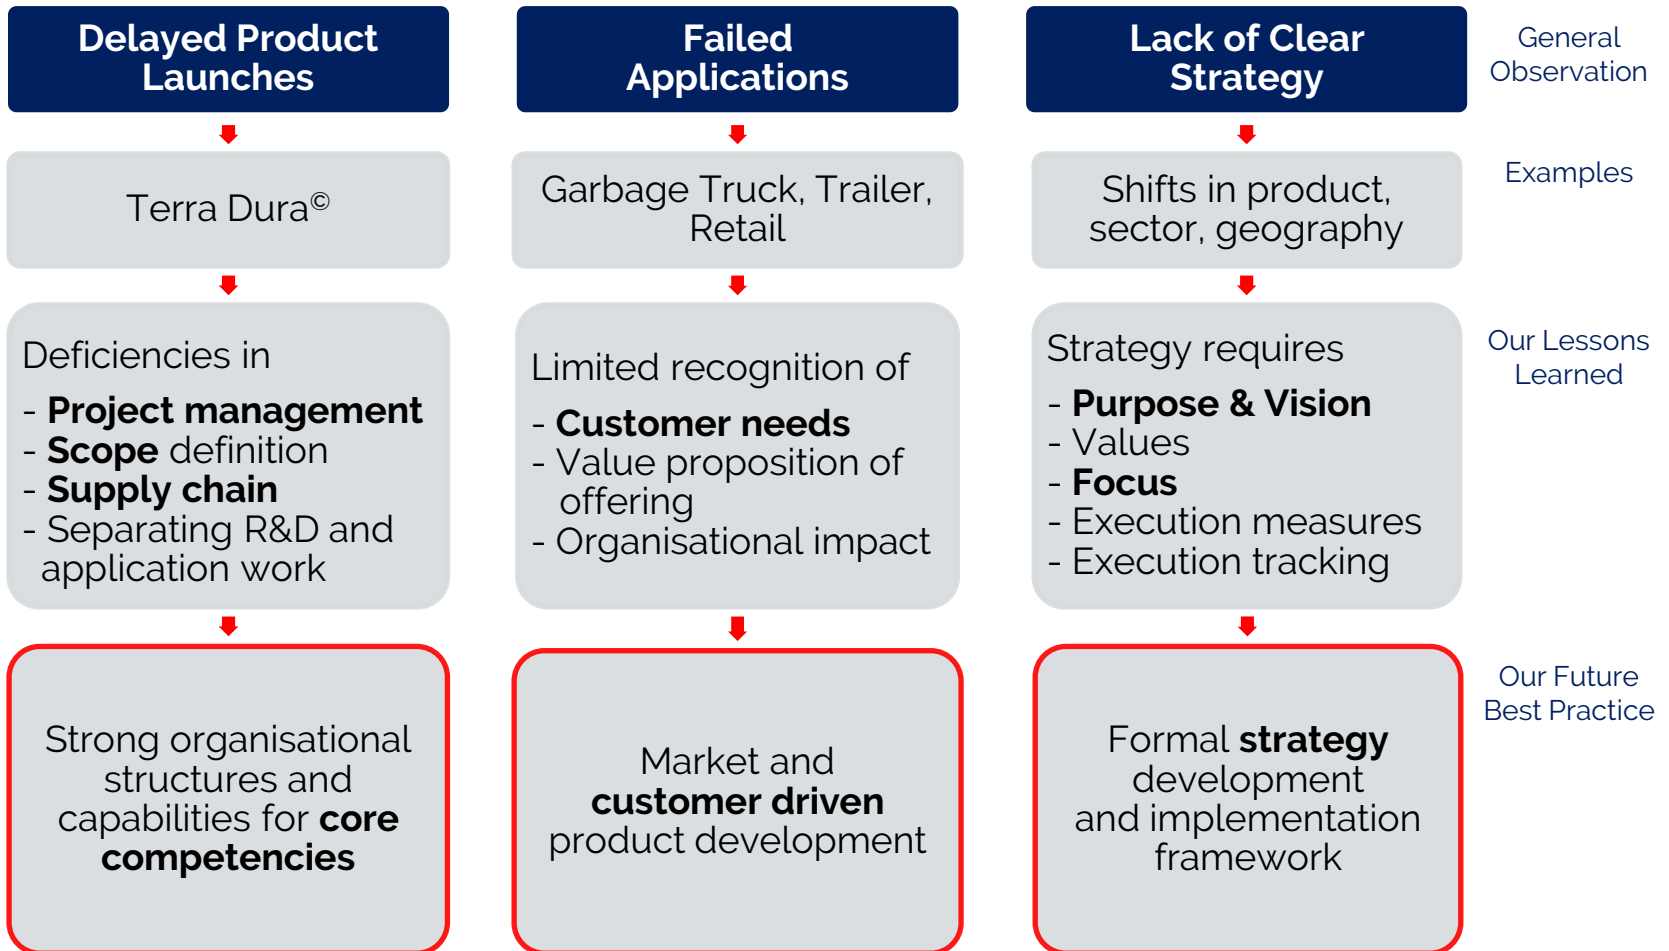 Delayed Product
Launches
Failed
Applications
Lack of Clear
Strategy
General
Observation
Terra Dura©
Garbage Truck, Trailer,
Retail
Shifts in product,
sector, geography
Examples
Deficiencies in
- Project management
- Scope definition
- Supply chain
- Separating R&D and
application work
Limited recognition of
- Customer needs
- Value proposition of
offering
- Organisational impact
Strategy requires
- Purpose & Vision
- Values
- Focus
- Execution measures
- Execution tracking
Our Lessons
Learned
Strong organisational
structures and
capabilities for core
competencies
Market and
customer driven
product development
Formal strategy
development
and implementation
framework
Our Future
Best Practice